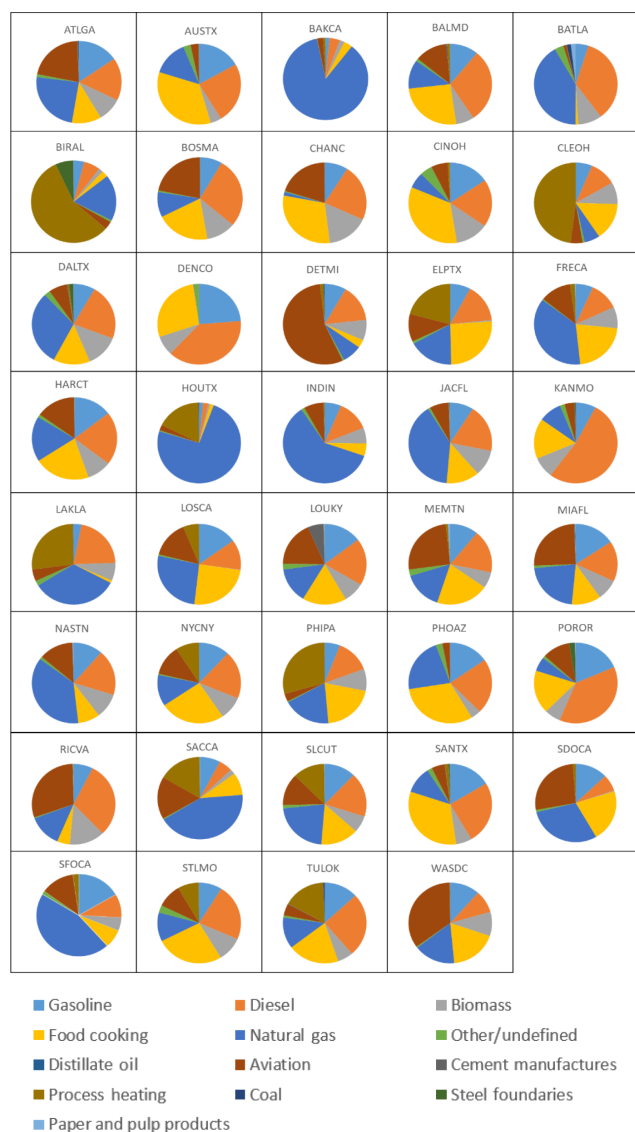 ATLGA AUSTX BAKCA BALMD BATLA
BIRAL BOSMA CHANC CINOH CLEOH
DALTX DENCO DETMI ELPTX FRECA
HARCT HOUTX INDIN JACFL KANMO
LAKLA LOSCA LOUKY MEMTN MIAFL
NASTN NYCNY PHIPA PHOAZ POROR
RICVA SACCA SLCUT SANTX SDOCA
SFOCA STLMO TULOK WASDC
Gasoline Diesel Biomass
Food cooking Natural gas Other/undefined
Distillate oil Aviation Cement manufactures
Process heating Coal Steel foundaries
Paper and pulp products